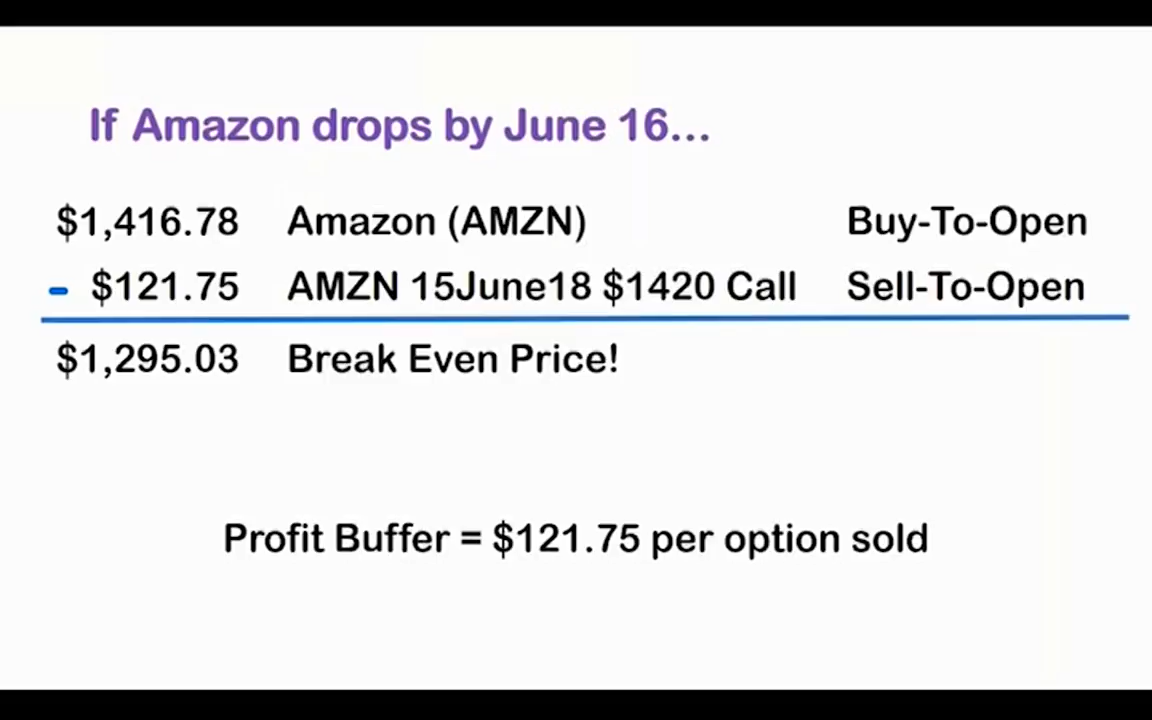 If Amazon drops by June 16...
$1,416.78 Amazon (AMZN) Buy-To-Open
- $121.75 AMZN 15June18 $1420 Call Sell-To-Open
$1,295.03 Break Even Price!
Profit Buffer = $121.75 per option sold